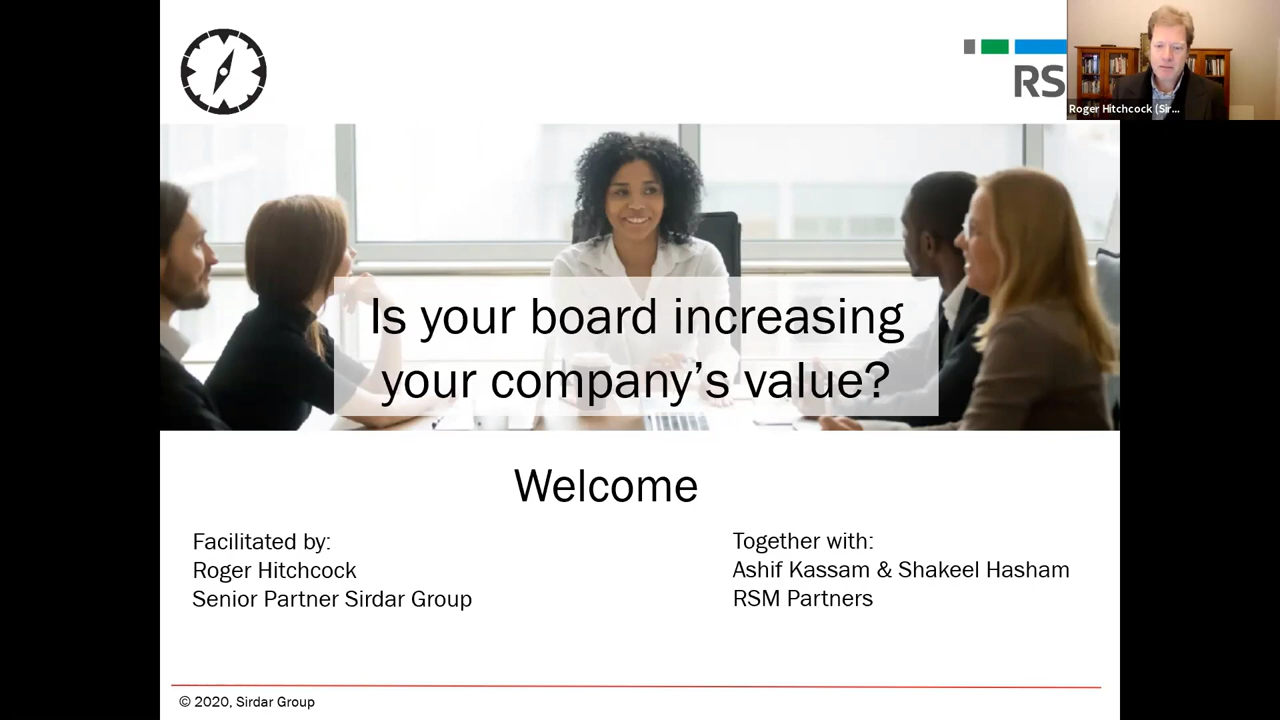 RS
Roger Hitchcock (Sir...
Is your board increasing
your company's value?
Welcome
Facilitated by:
Roger Hitchcock
Senior Partner Sirdar Group
Together with:
Ashif Kassam & Shakeel Hasham
RSM Partners
© 2020, Sirdar Group